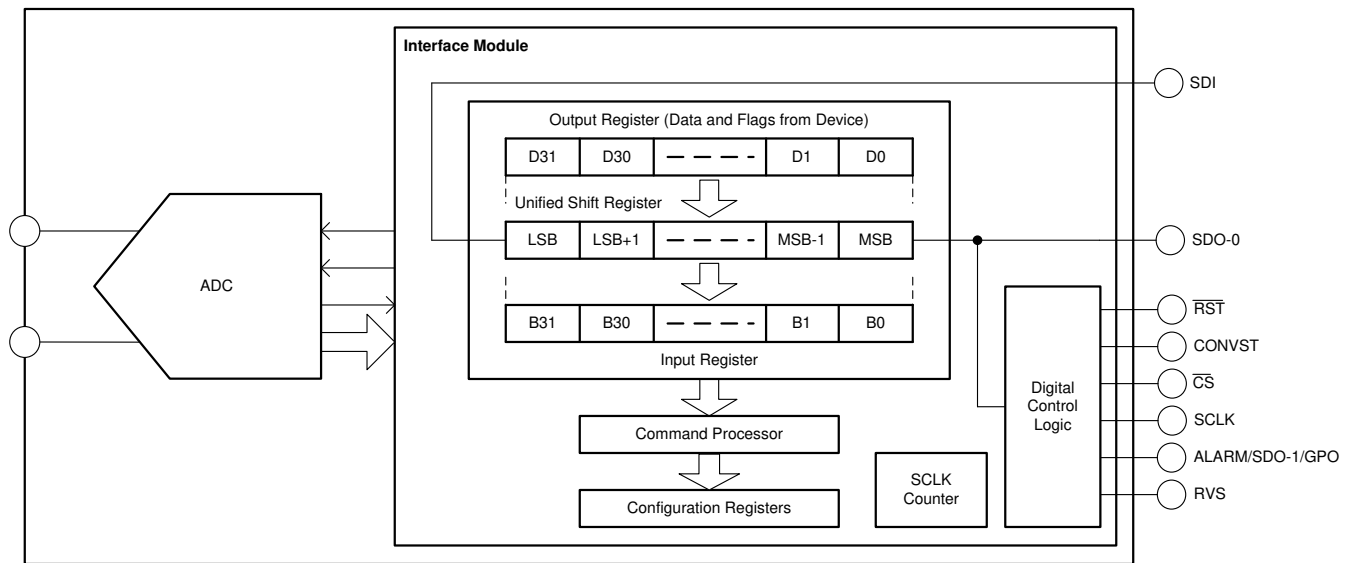 Interface Module
SDI
Output Register (Data and Flags from Device)
D31 D30 D1 D0
Unified Shift Register
LSB LSB+1 MSB-1 MSB
SDO-0
ADC
B31 B30 B1 B0
Input Register
RST
CONVST
CS
SCLK
ALARM/SDO-1/GPO
RVS
Digital
Control
Logic
Command Processor
SCLK
Counter
Configuration Registers